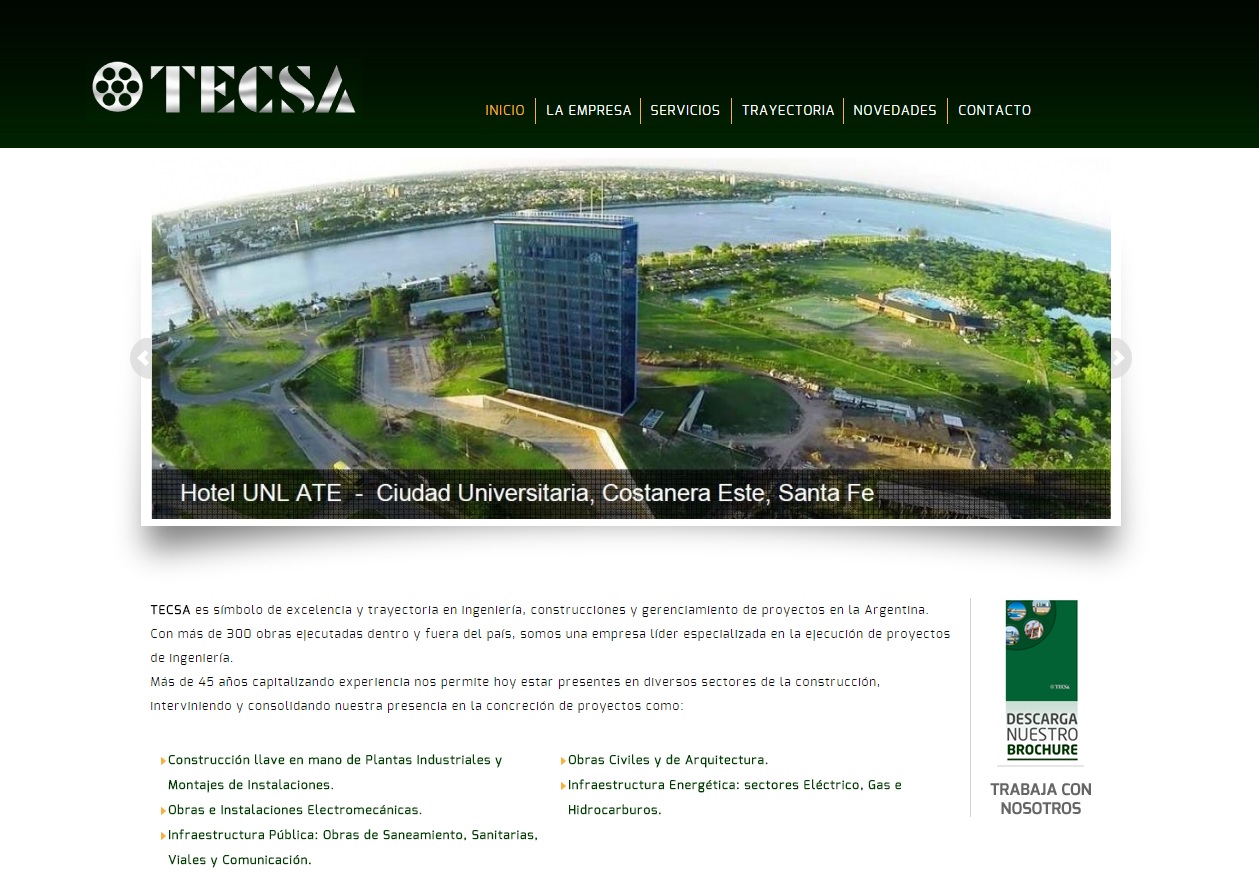 TECSA
INICIO
LA EMPRESA
SERVICIOS
TRAYECTORIA
NOVEDADES
CONTACTO
Hotel UNL ATE - Ciudad Universitaria, Costanera Este, Santa Fe
TECSA es símbolo de excelencia y trayectoria en ingeniería, construcciones y gerenciamiento de proyectos en la Argentina.
Con más de 300 obras ejecutadas dentro y fuera del país, somos una empresa líder especializada en la ejecución de proyectos
de ingeniería.
Más de 45 años capitalizando experiencia nos permite hoy estar presentes en diversos sectores de la construcción,
interviniendo y consolidando nuestra presencia en la concreción de proyectos como:
Construcción llave en mano de Plantas Industriales y
Montajes de Instalaciones.
Obras e Instalaciones Electromecánicas.
Infraestructura Pública: Obras de Saneamiento, Sanitarias,
Viales y Comunicación.
Obras Civiles y de Arquitectura.
Infraestructura Energética: sectores Eléctrico, Gas e
Hidrocarburos.
TECSA
DESCARGA
NUESTRO
BROCHURE
TRABAJA CON
NOSOTROS